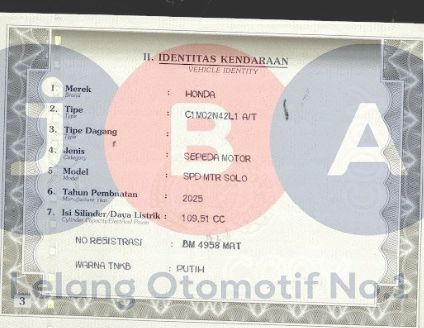 II. IDENTITAS KENDARAAN
VEHICLE IDENTITY
1. Merek : HONDA
Brand
2. Tipe : C1M02N42L1 A/T
Type
3. Tipe Dagang :
Type
4. Jenis : SEPEDA MOTOR
Category
5. Model : SPD MTR SOLO
Model
6. Tahun Pembuatan : 2025
Manufacture Year
7. Isi Silinder/Daya Listrik : 109,51 CC
Cylinder Capacity/Electrical Power
NO REGISTRASI : BM 4958 MAT
WARNA TNKB : PUTIH
JBA
Lelang Otomotif No 1
3